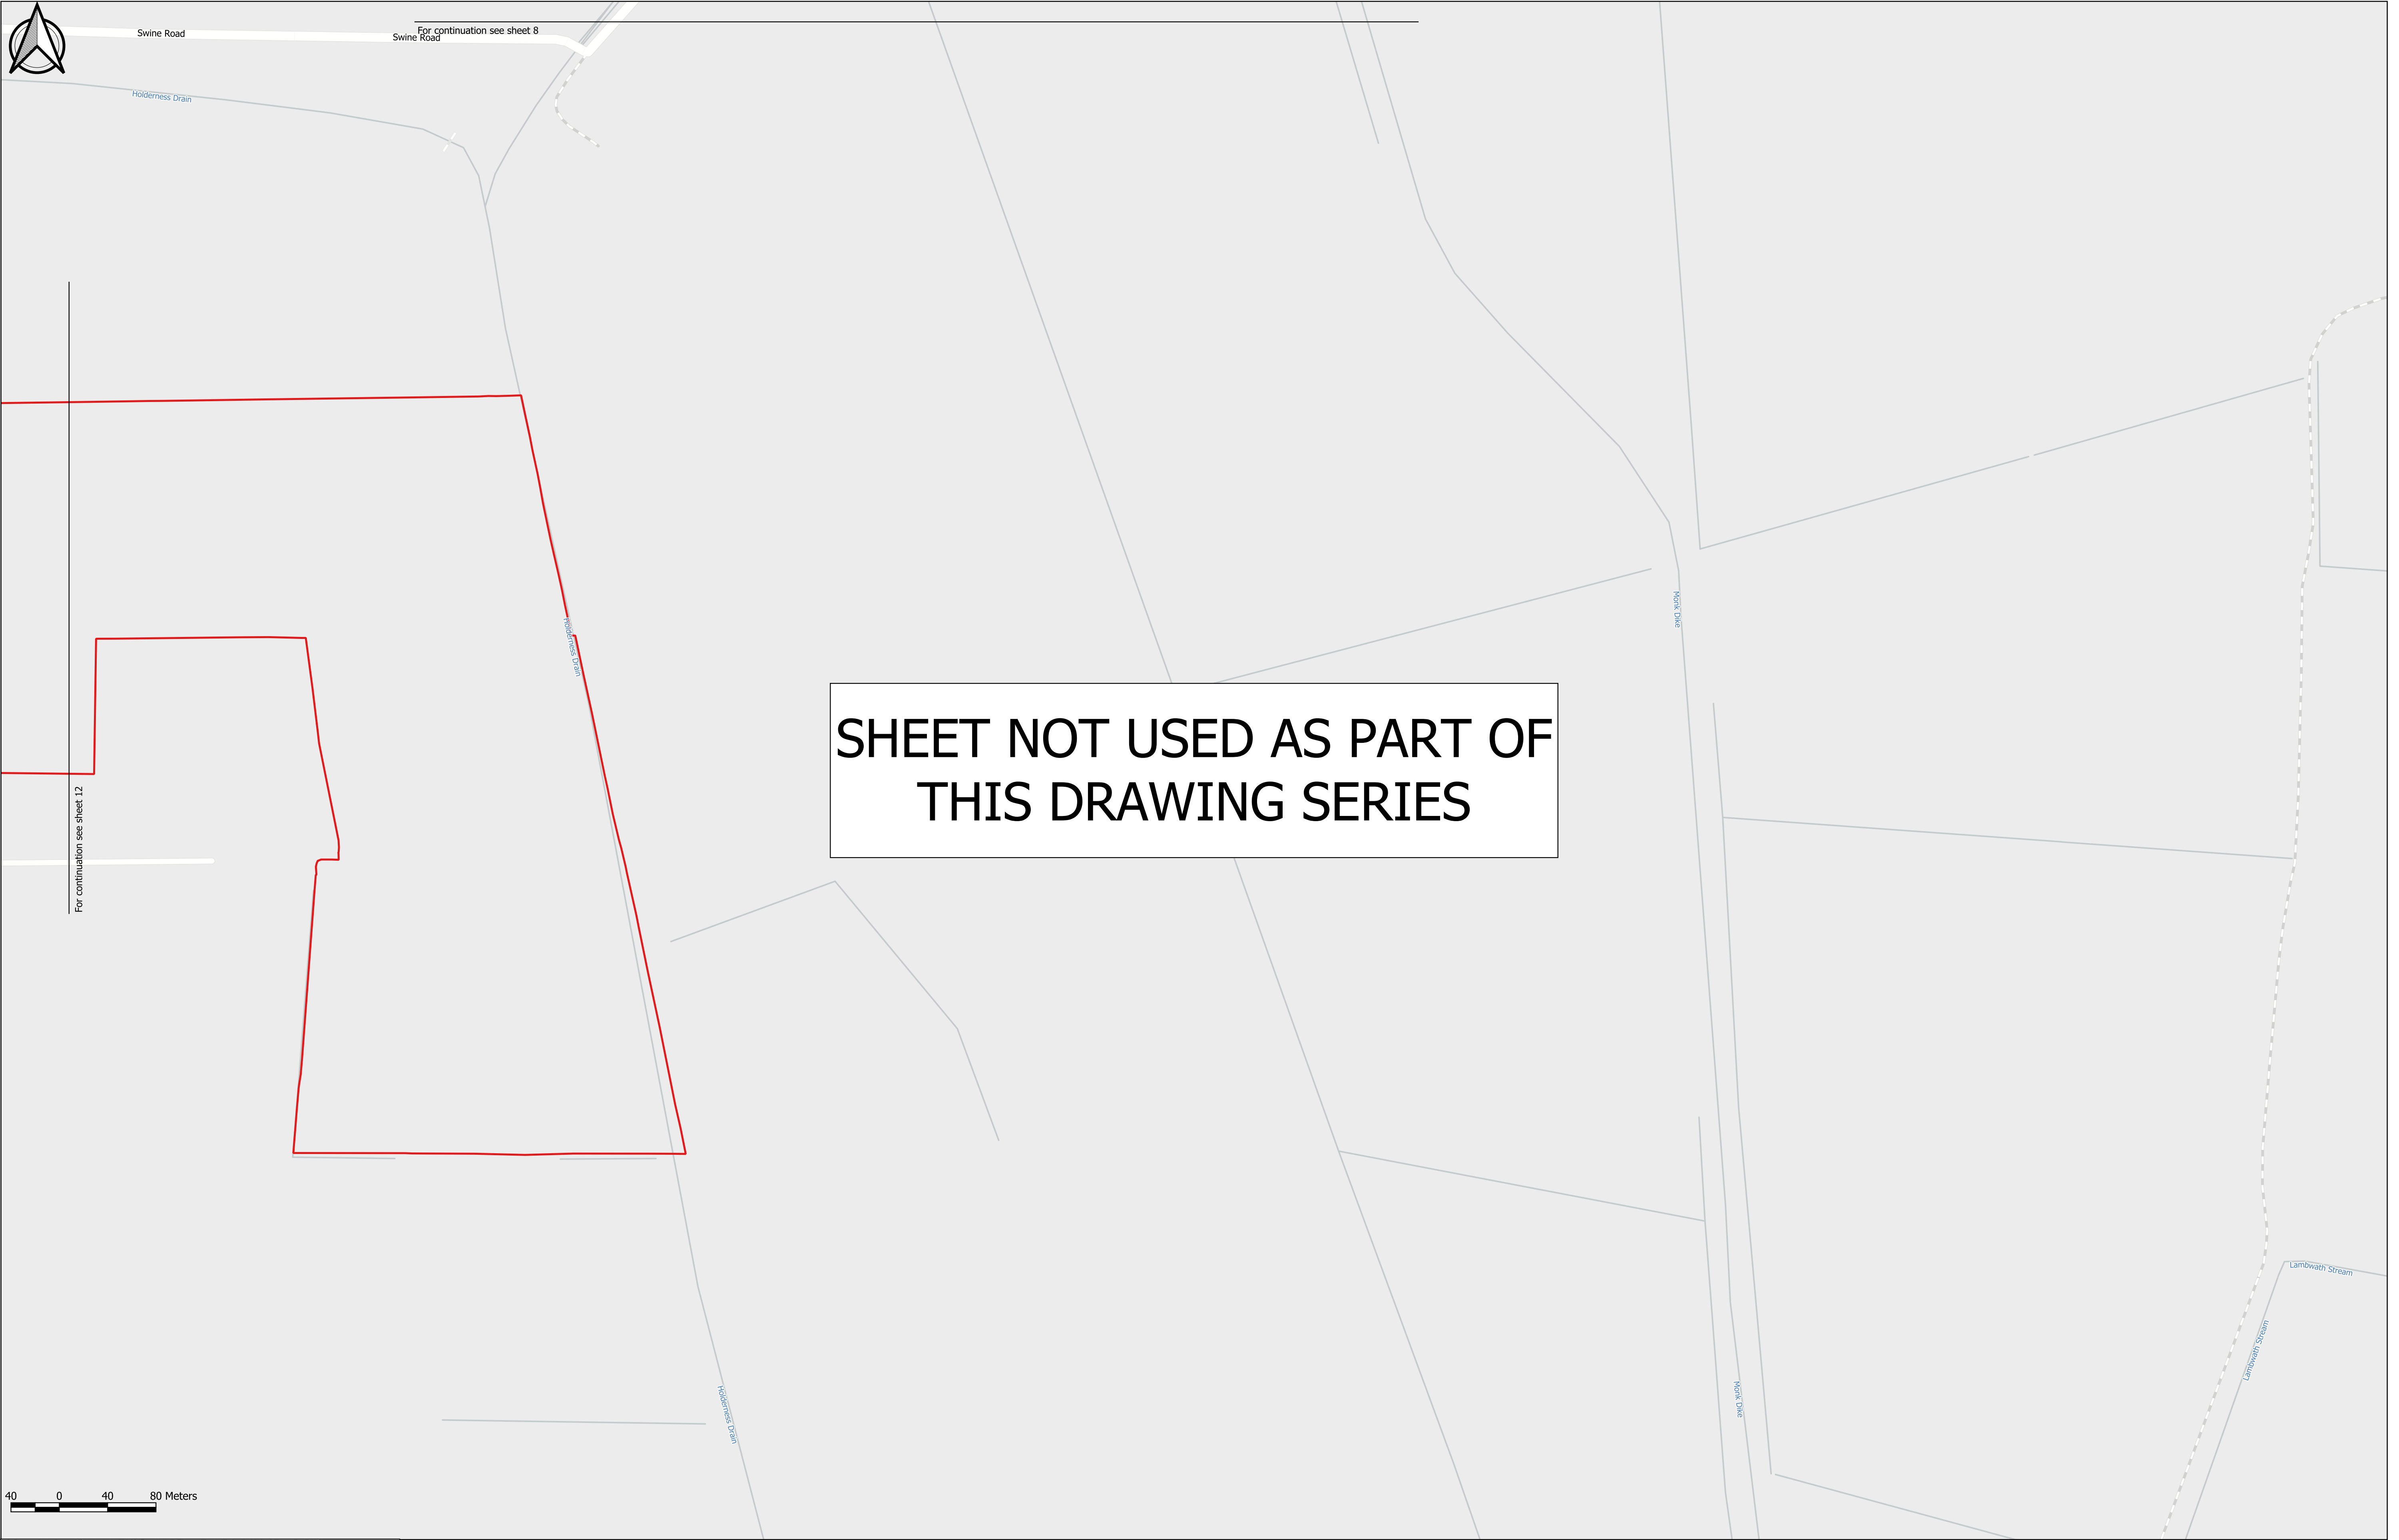 For continuation see sheet 8
Swine Road
Swine Road
Holderness Drain
Monk Dike
Holderness Drain
SHEET NOT USED AS PART OF
THIS DRAWING SERIES
For continuation see sheet 12
Lambwath Stream
Lambwath Stream
Monk Dike
Holderness Drain
40 0 40 80 Meters